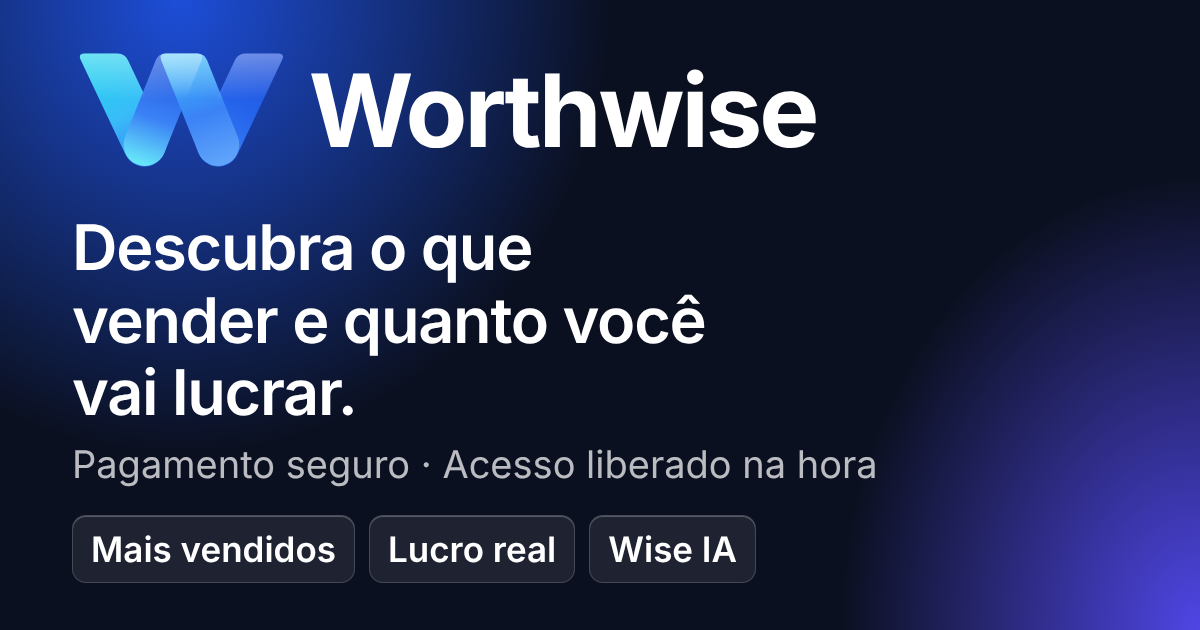 Worthwise
Descubra o que
vender e quanto você
vai lucrar.
Pagamento seguro · Acesso liberado na hora
Mais vendidos
Lucro real
Wise IA